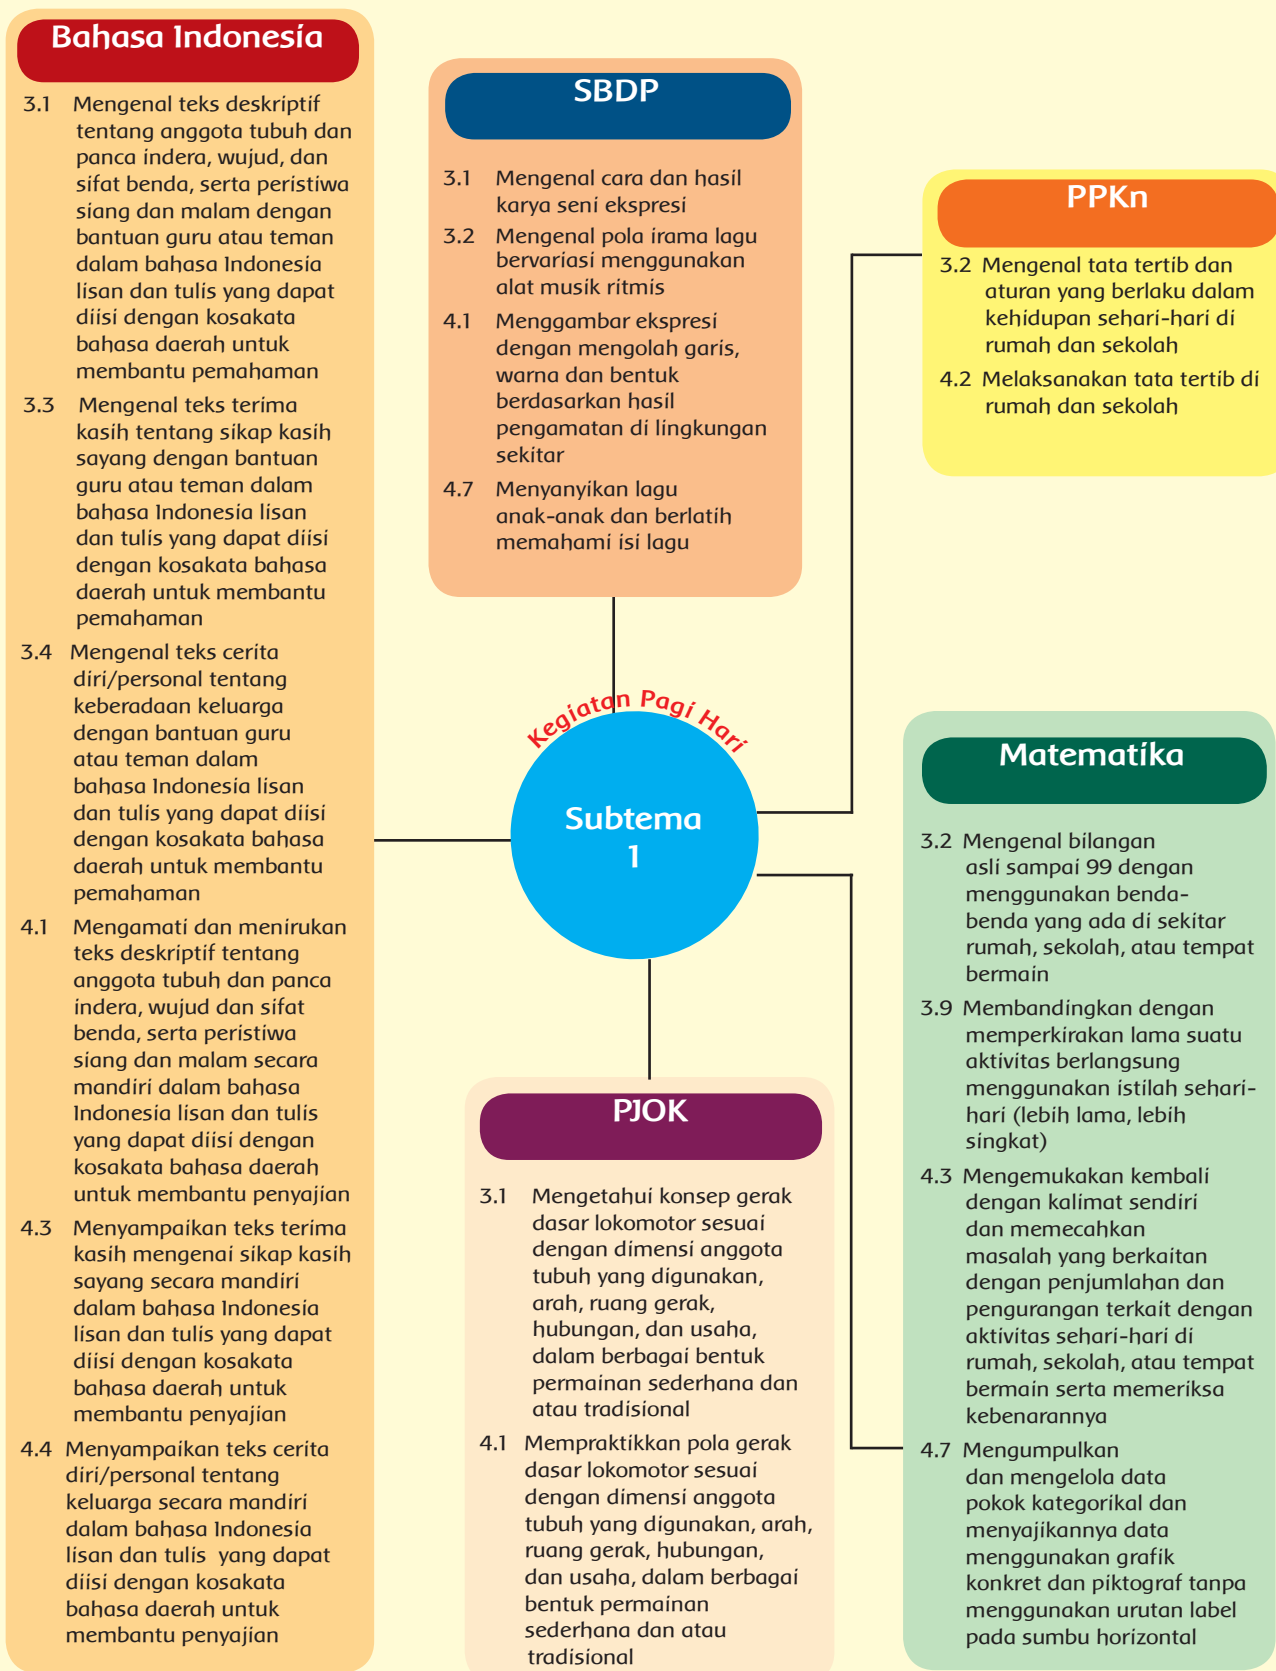 Bahasa Indonesia
3.1 Mengenal teks deskriptif
tentang anggota tubuh dan
panca indera, wujud, dan
sifat benda, serta peristiwa
siang dan malam dengan
bantuan guru atau teman
dalam bahasa Indonesia
lisan dan tulis yang dapat
diisi dengan kosakata
bahasa daerah untuk
membantu pemahaman
3.3 Mengenal teks terima
kasih tentang sikap kasih
sayang dengan bantuan
guru atau teman dalam
bahasa Indonesia lisan
dan tulis yang dapat diisi
dengan kosakata bahasa
daerah untuk membantu
pemahaman
3.4 Mengenal teks cerita
diri/personal tentang
keberadaan keluarga
dengan bantuan guru
atau teman dalam
bahasa Indonesia lisan
dan tulis yang dapat diisi
dengan kosakata bahasa
daerah untuk membantu
pemahaman
4.1 Mengamati dan menirukan
teks deskriptif tentang
anggota tubuh dan panca
indera, wujud dan sifat
benda, serta peristiwa
siang dan malam secara
mandiri dalam bahasa
Indonesia lisan dan tulis
yang dapat diisi dengan
kosakata bahasa daerah
untuk membantu penyajian
4.3 Menyampaikan teks terima
kasih mengenai sikap kasih
sayang secara mandiri
dalam bahasa Indonesia
lisan dan tulis yang dapat
diisi dengan kosakata
bahasa daerah untuk
membantu penyajian
4.4 Menyampaikan teks cerita
diri/personal tentang
keluarga secara mandiri
dalam bahasa Indonesia
lisan dan tulis yang dapat
diisi dengan kosakata
bahasa daerah untuk
membantu penyajian
SBDP
3.1 Mengenal cara dan hasil
karya seni ekspresi
3.2 Mengenal pola irama lagu
bervariasi menggunakan
alat musik ritmis
4.1 Menggambar ekspresi
dengan mengolah garis,
warna dan bentuk
berdasarkan hasil
pengamatan di lingkungan
sekitar
4.7 Menyanyikan lagu
anak-anak dan berlatih
memahami isi lagu
PPKn
3.2 Mengenal tata tertib dan
aturan yang berlaku dalam
kehidupan sehari-hari di
rumah dan sekolah
4.2 Melaksanakan tata tertib di
rumah dan sekolah
Kegiatan Pagi Hari
Subtema
1
Matematika
3.2 Mengenal bilangan
asli sampai 99 dengan
menggunakan benda-
benda yang ada di sekitar
rumah, sekolah, atau tempat
bermain
3.9 Membandingkan dengan
memperkirakan lama suatu
aktivitas berlangsung
menggunakan istilah sehari-
hari (lebih lama, lebih
singkat)
4.3 Mengemukakan kembali
dengan kalimat sendiri
dan memecahkan
masalah yang berkaitan
dengan penjumlahan dan
pengurangan terkait dengan
aktivitas sehari-hari di
rumah, sekolah, atau tempat
bermain serta memeriksa
kebenarannya
4.7 Mengumpulkan
dan mengelola data
pokok kategorikal dan
menyajikannya data
menggunakan grafik
konkret dan piktograf tanpa
menggunakan urutan label
pada sumbu horizontal
PJOK
3.1 Mengetahui konsep gerak
dasar lokomotor sesuai
dengan dimensi anggota
tubuh yang digunakan,
arah, ruang gerak,
hubungan, dan usaha,
dalam berbagai bentuk
permainan sederhana dan
atau tradisional
4.1 Mempraktikkan pola gerak
dasar lokomotor sesuai
dengan dimensi anggota
tubuh yang digunakan, arah,
ruang gerak, hubungan,
dan usaha, dalam berbagai
bentuk permainan
sederhana dan atau
tradisional